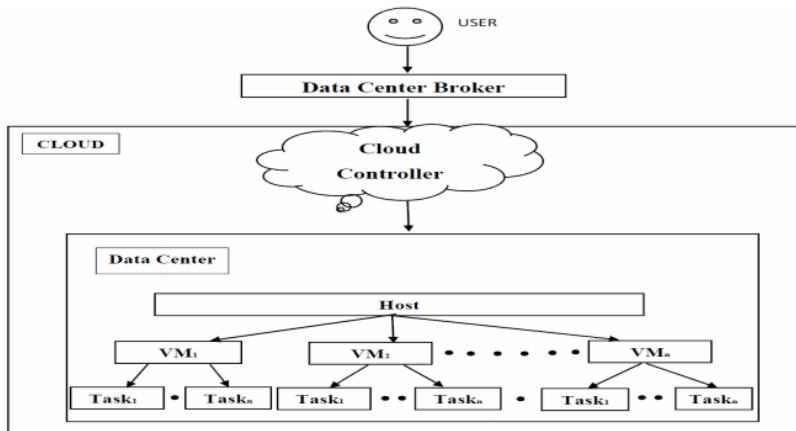 USER
Data Center Broker
CLOUD
Cloud
Controller
Data Center
Host
VM₁ VM₂ VMₙ
Task₁ Taskₙ Task₁ Taskₙ Task₁ Taskₙ